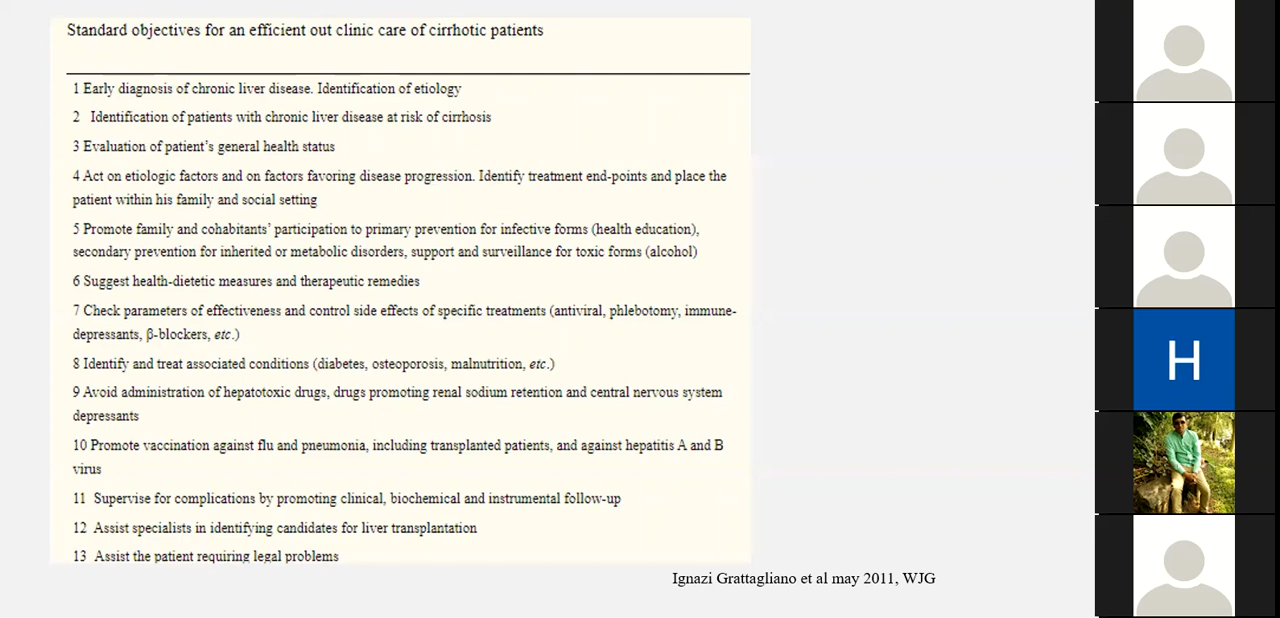 Standard objectives for an efficient out clinic care of cirrhotic patients
1 Early diagnosis of chronic liver disease. Identification of etiology
2 Identification of patients with chronic liver disease at risk of cirrhosis
3 Evaluation of patient's general health status
4 Act on etiologic factors and on factors favoring disease progression. Identify treatment end-points and place the
patient within his family and social setting
5 Promote family and cohabitants' participation to primary prevention for infective forms (health education),
secondary prevention for inherited or metabolic disorders, support and surveillance for toxic forms (alcohol)
6 Suggest health-dietetic measures and therapeutic remedies
7 Check parameters of effectiveness and control side effects of specific treatments (antiviral, phlebotomy, immune-
depressants, β-blockers, etc.)
8 Identify and treat associated conditions (diabetes, osteoporosis, malnutrition, etc.)
9 Avoid administration of hepatotoxic drugs, drugs promoting renal sodium retention and central nervous system
depressants
10 Promote vaccination against flu and pneumonia, including transplanted patients, and against hepatitis A and B
virus
11 Supervise for complications by promoting clinical, biochemical and instrumental follow-up
12 Assist specialists in identifying candidates for liver transplantation
13 Assist the patient requiring legal problems
Ignazi Grattagliano et al may 2011, WJG
H